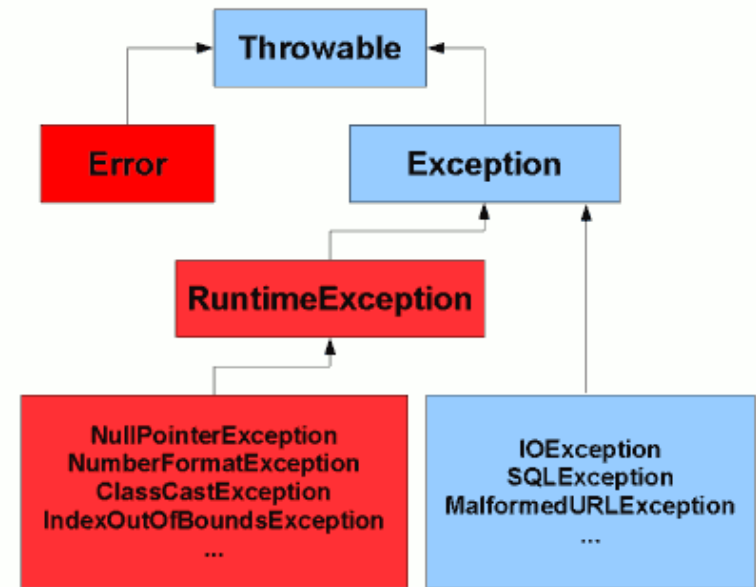 Throwable
Error
Exception
RuntimeException
NullPointerException
NumberFormatException
ClassCastException
IndexOutOfBoundsException
...
IOException
SQLException
MalformedURLException
...